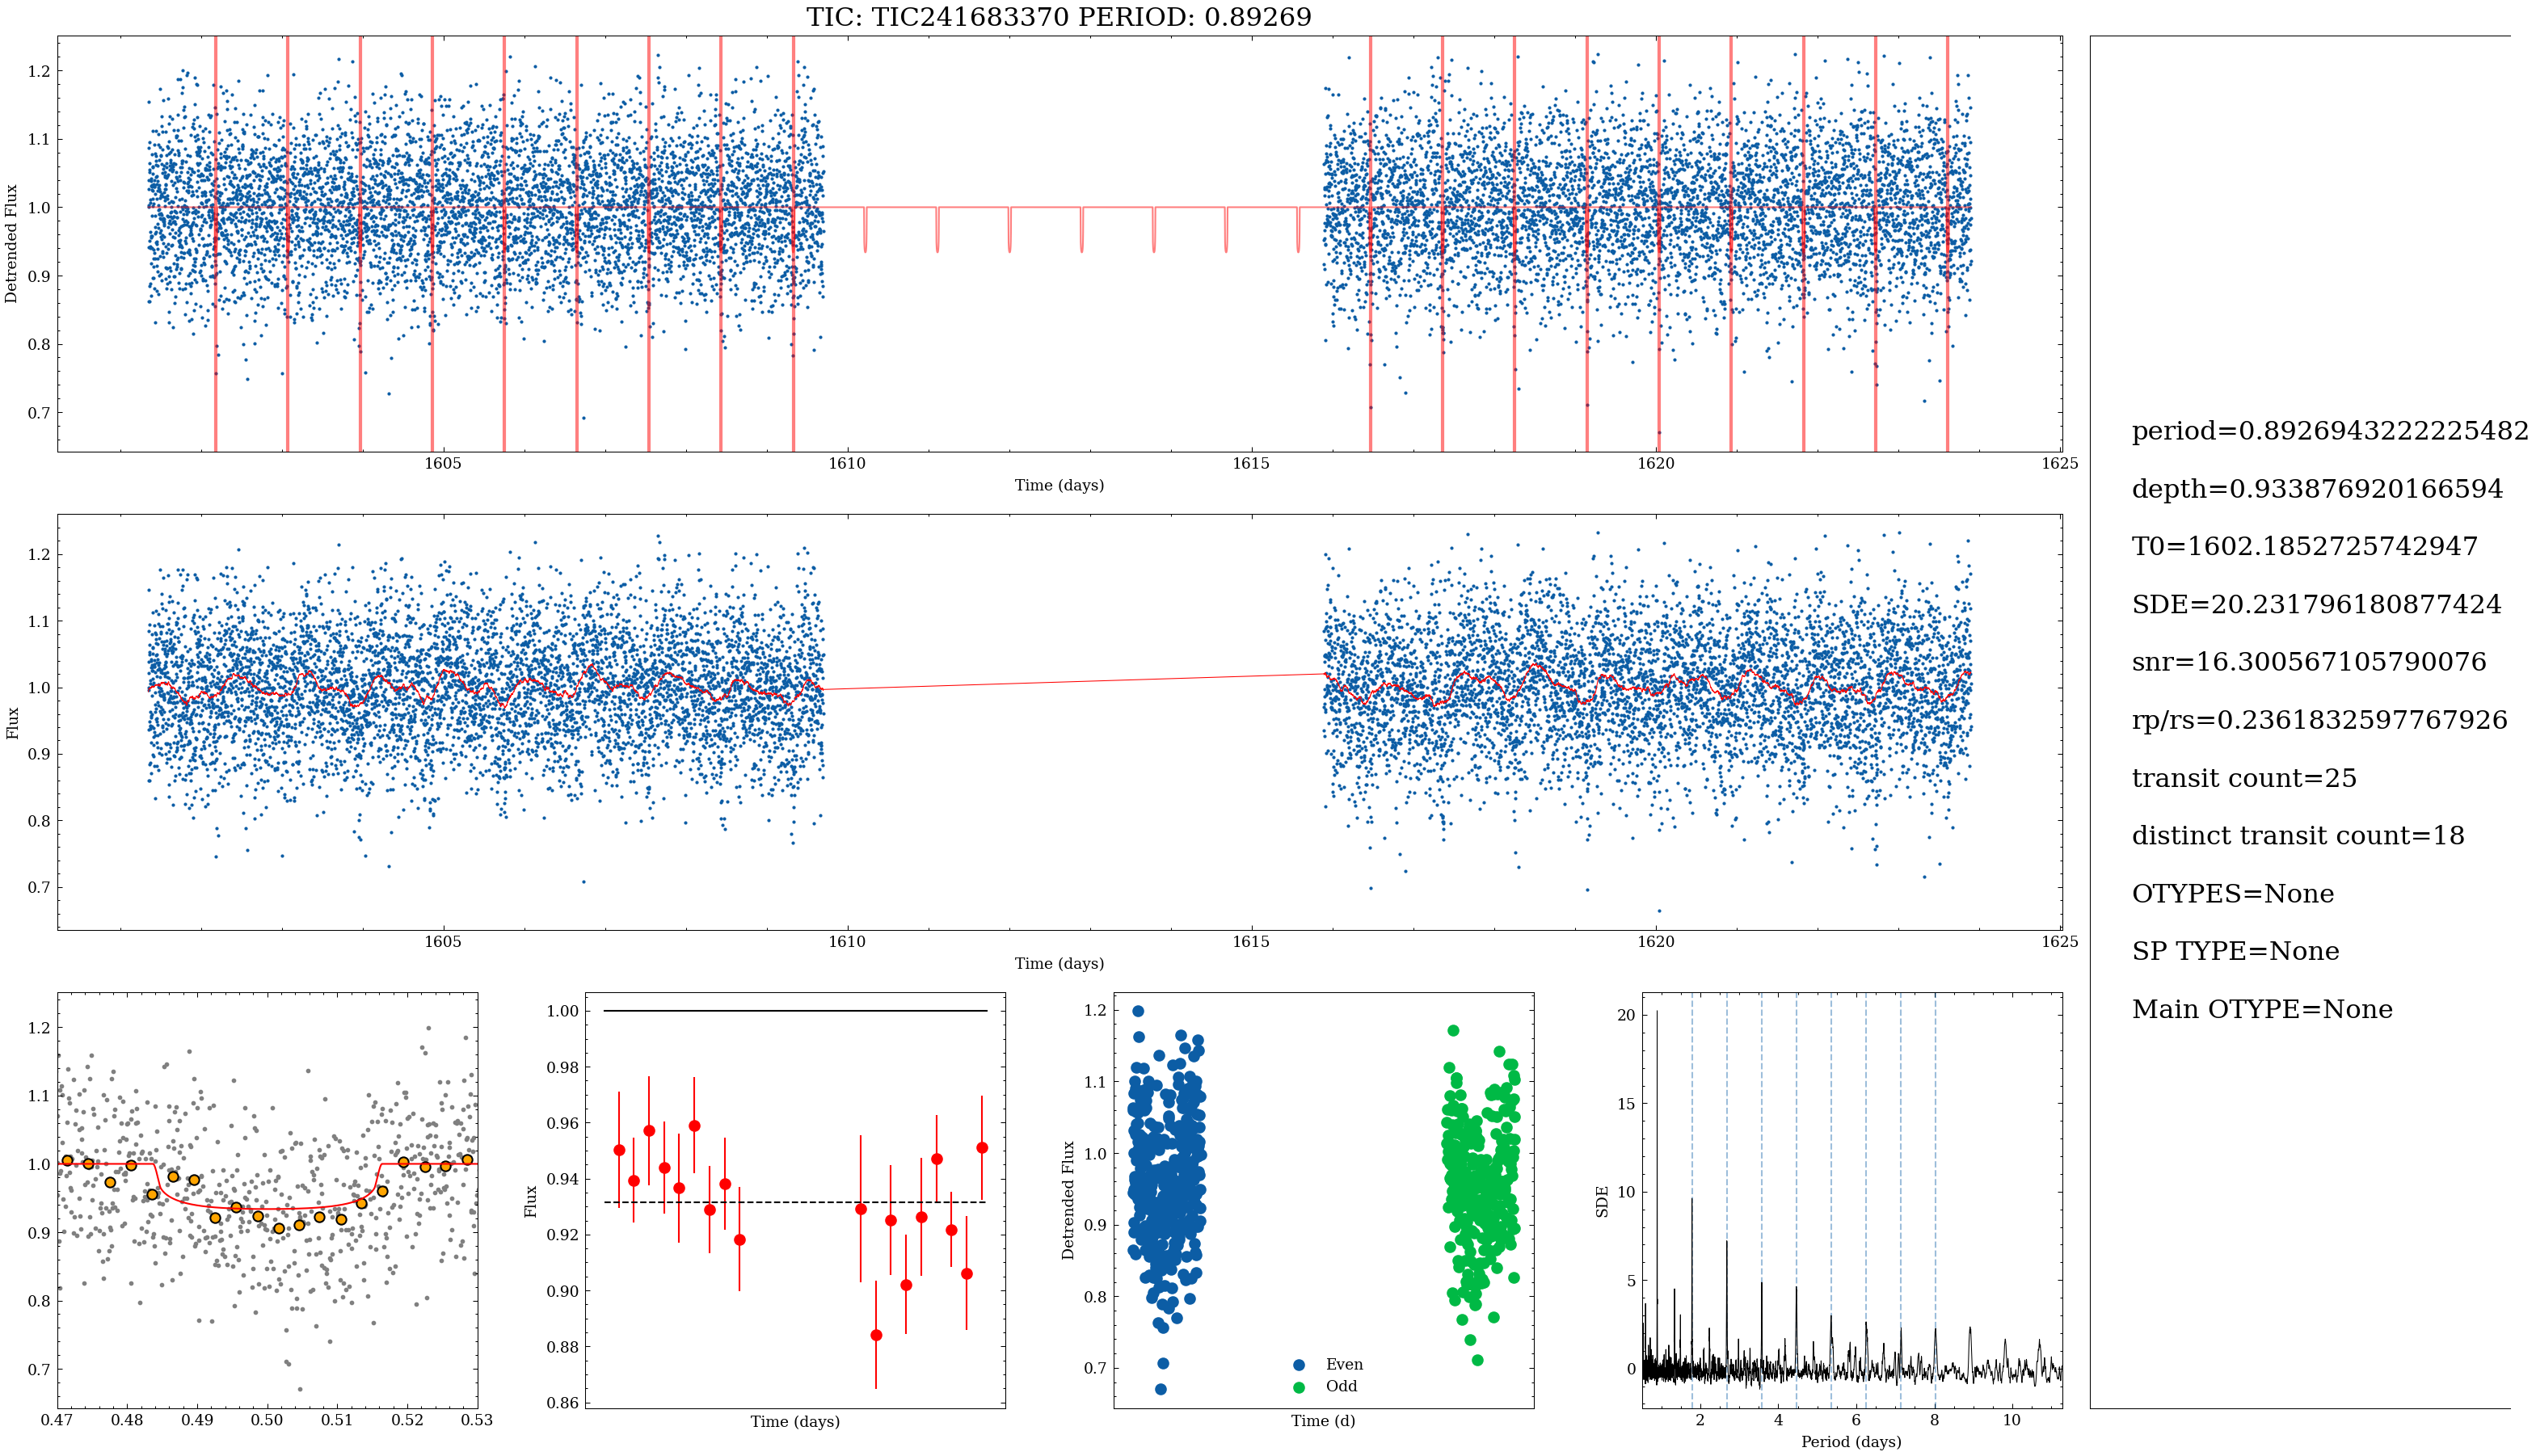 TIC: TIC241683370 PERIOD: 0.89269
1.2
1.1
1.0
0.9
0.8
0.7
Detrended Flux
1605
1610
1615
1620
1625
Time (days)
1.2
1.1
1.0
0.9
0.8
0.7
Flux
1605
1610
1615
1620
1625
Time (days)
1.2
1.1
1.0
0.9
0.8
0.7
0.47
0.48
0.49
0.50
0.51
0.52
0.53
1.00
0.98
0.96
0.94
0.92
0.90
0.88
0.86
Flux
Time (days)
1.2
1.1
1.0
0.9
0.8
0.7
Detrended Flux
Even
Odd
Time (d)
20
15
10
5
0
SDE
2
4
6
8
10
Period (days)
period=0.8926943222225482
depth=0.933876920166594
T0=1602.1852725742947
SDE=20.231796180877424
snr=16.300567105790076
rp/rs=0.2361832597767926
transit count=25
distinct transit count=18
OTYPES=None
SP TYPE=None
Main OTYPE=None